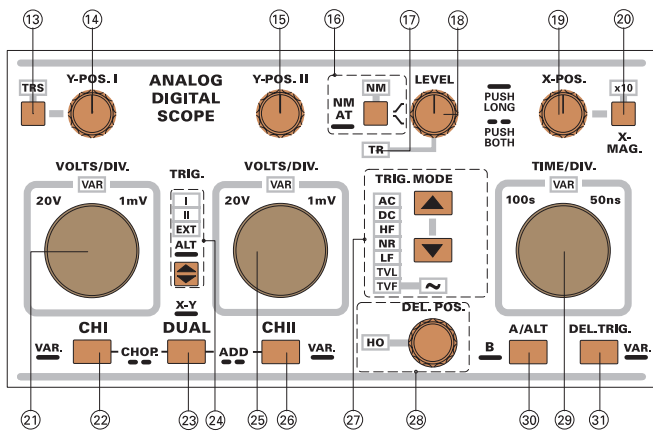 13 14 15 16 17 18 19 20
TRS
Y-POS. I
ANALOG
DIGITAL
SCOPE
Y-POS. II
NM
AT
NM
LEVEL
TR
PUSH
LONG
PUSH
BOTH
X-POS.
x10
X-
MAG.
VOLTS/DIV.
VAR
20V 1mV
TRIG.
I
II
EXT
ALT
VOLTS/DIV.
VAR
20V 1mV
TRIG. MODE
AC
DC
HF
NR
LF
TVL
TVF
~
TIME/DIV.
VAR
100s 50ns
X-Y
DEL. POS.
HO
CHI
VAR.
CHOP.
DUAL
ADD
CHII
VAR.
B
A/ALT
DEL.TRIG.
VAR.
21 22 23 24 25 26 27 28 30 29 31